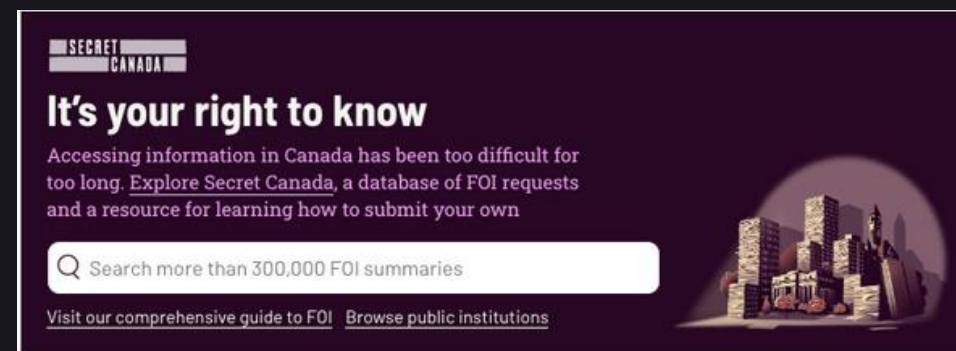 SECRET
CANADA
It's your right to know
Accessing information in Canada has been too difficult for
too long. Explore Secret Canada, a database of FOI requests
and a resource for learning how to submit your own
Search more than 300,000 FOI summaries
Visit our comprehensive guide to FOI Browse public institutions